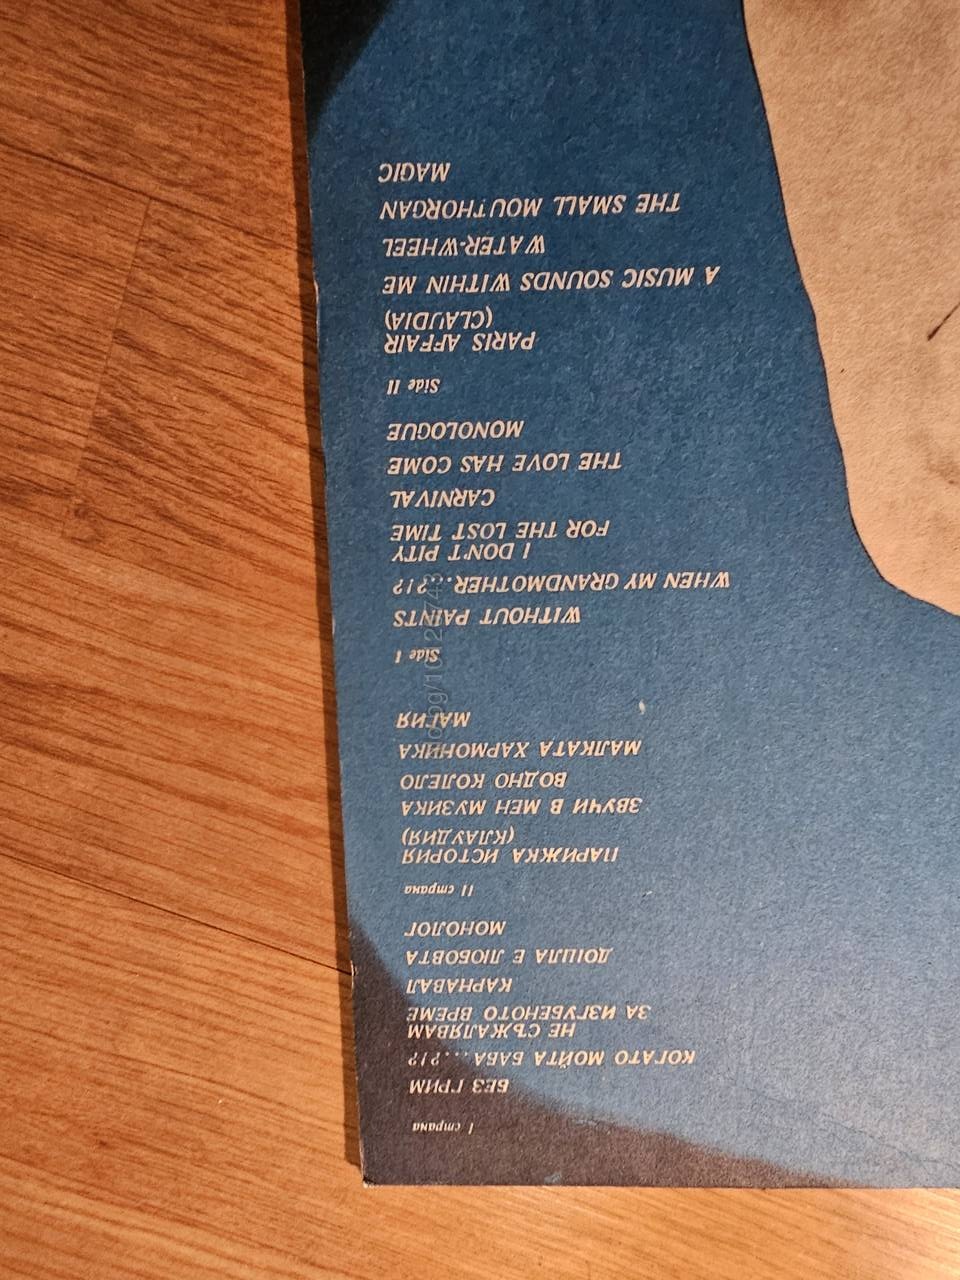 I страна
БЕЗ ГРИМ
КОГАТО МОЙТА БАБА...?!?
НЕ СЪЖАЛЯВАМ
ЗА ИЗГУБЕНОТО ВРЕМЕ
КАРНАВАЛ
ДОШЛА Е ЛЮБОВТА
МОНОЛОГ
II страна
ПАРИЖКА ИСТОРИЯ
(КЛАУДИЯ)
ЗВУЧИ В МЕН МУЗИКА
ВОДНО КОЛЕЛО
МАЛКАТА ХАРМОНИКА
МАГИЯ
Side I
WITHOUT PAINTS
WHEN MY GRANDMOTHER...?!?
I DON'T PITY
FOR THE LOST TIME
CARNIVAL
THE LOVE HAS COME
MONOLOGUE
Side II
PARIS AFFAIR
(CLAUDIA)
A MUSIC SOUNDS WITHIN ME
WATER-WHEEL
THE SMALL MOUTHORGAN
MAGIC